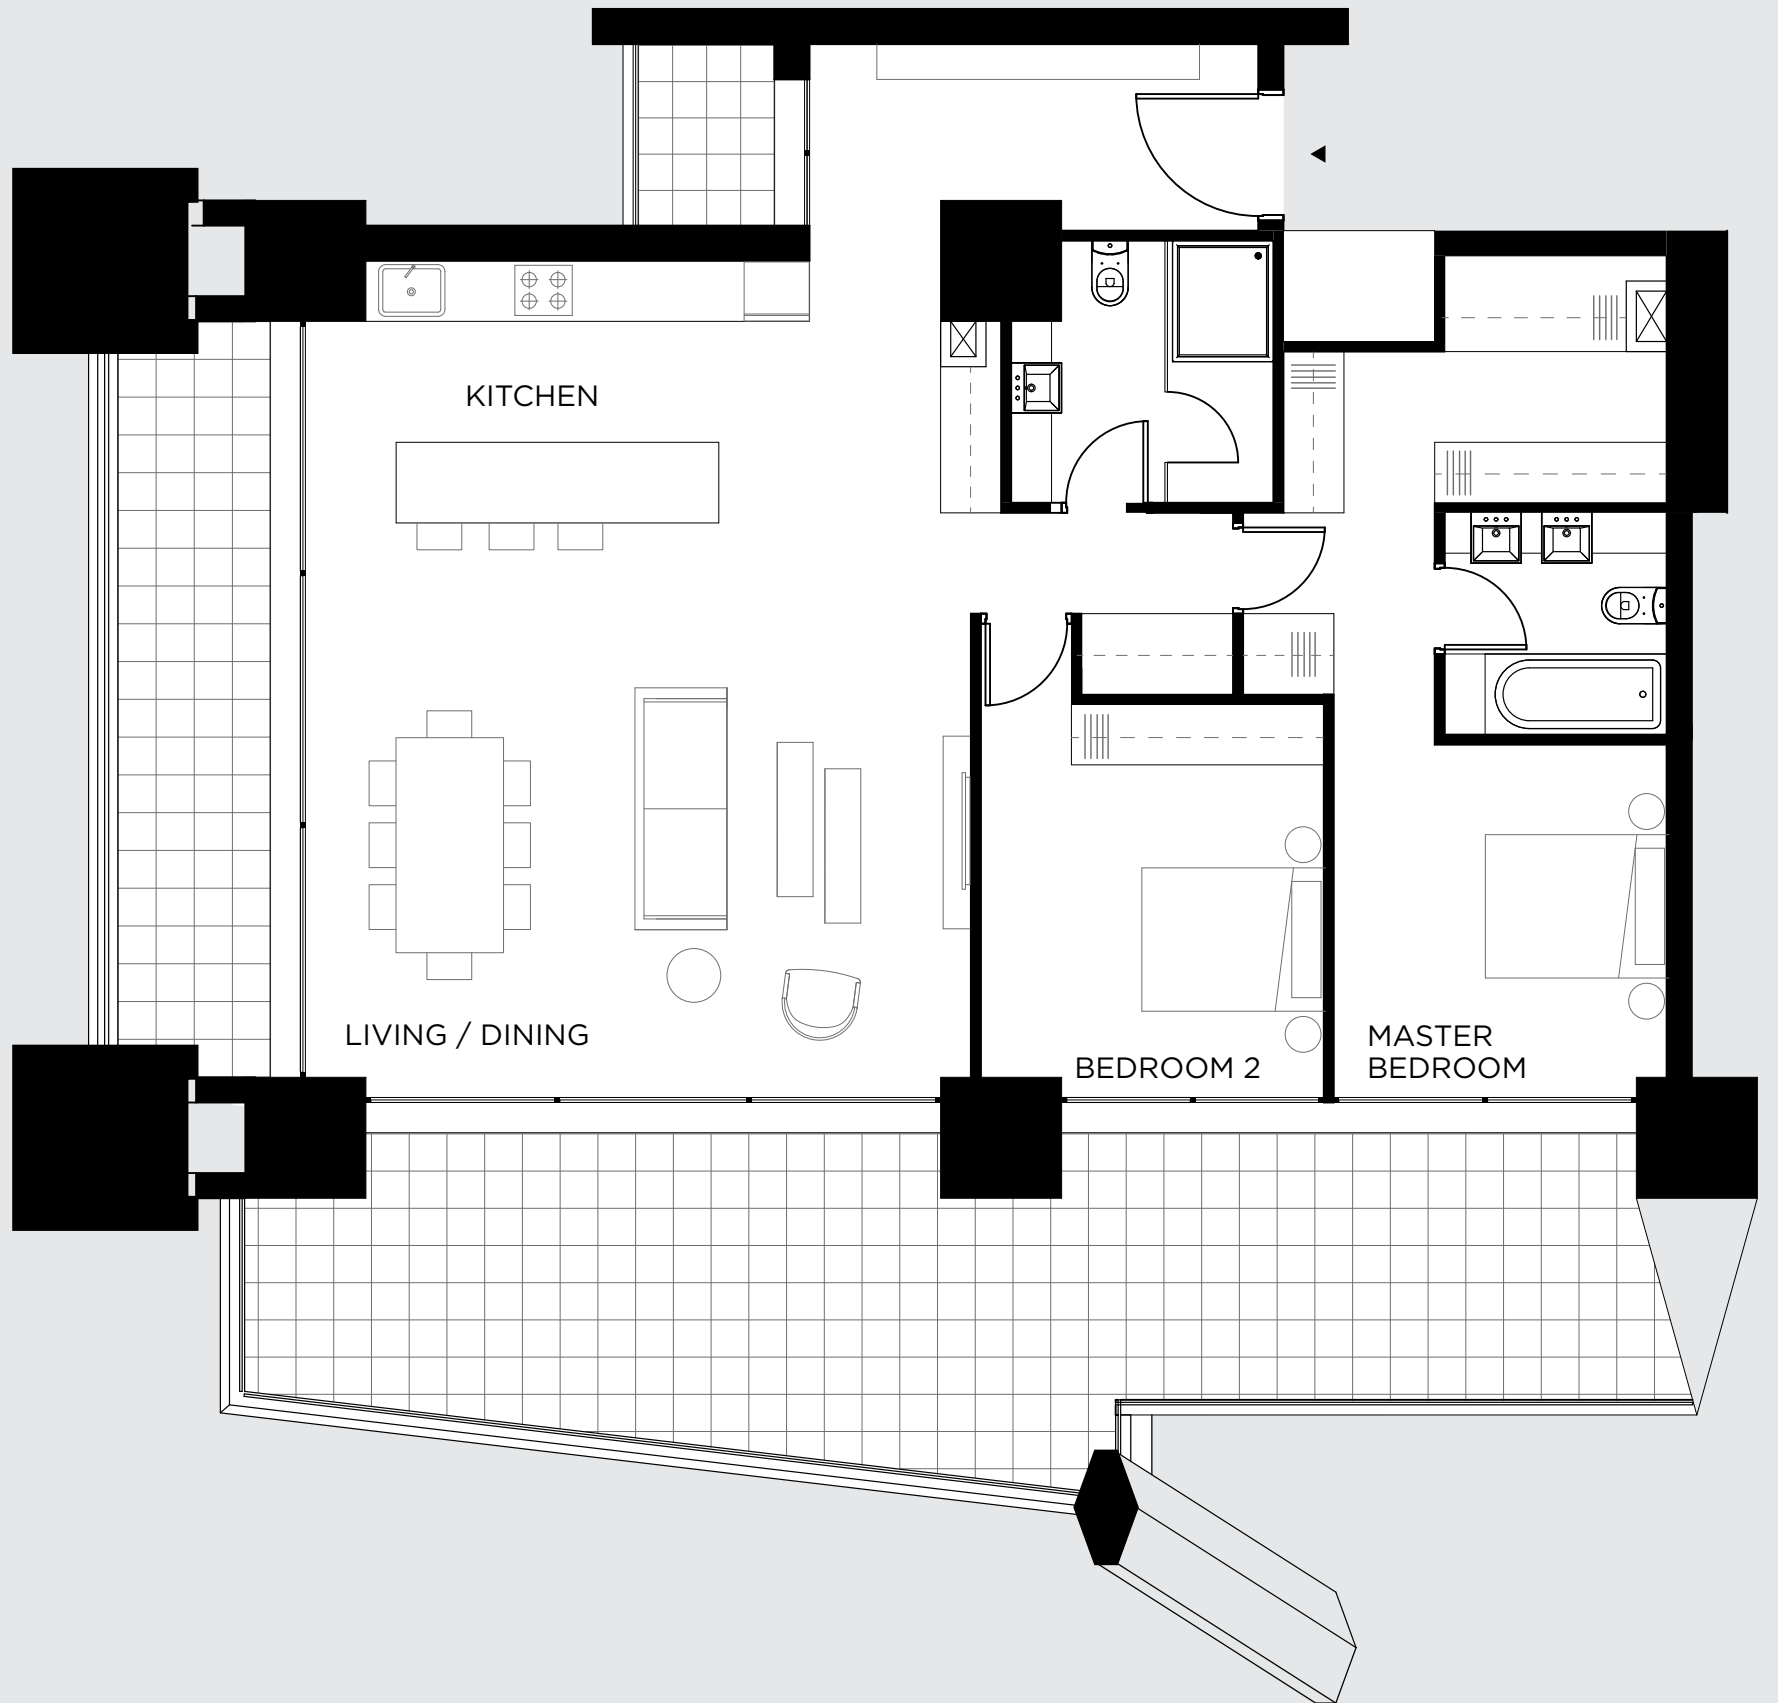 KITCHEN
LIVING / DINING
BEDROOM 2
MASTER
BEDROOM